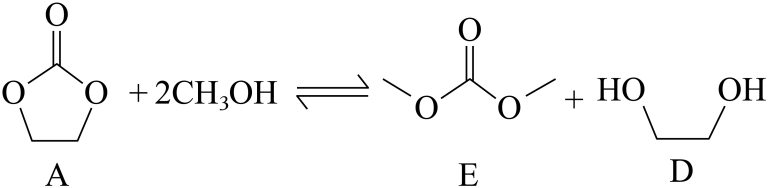 O
O
O + 2CH₃OH ⇌ O
O
O + HO
OH
A
E
D